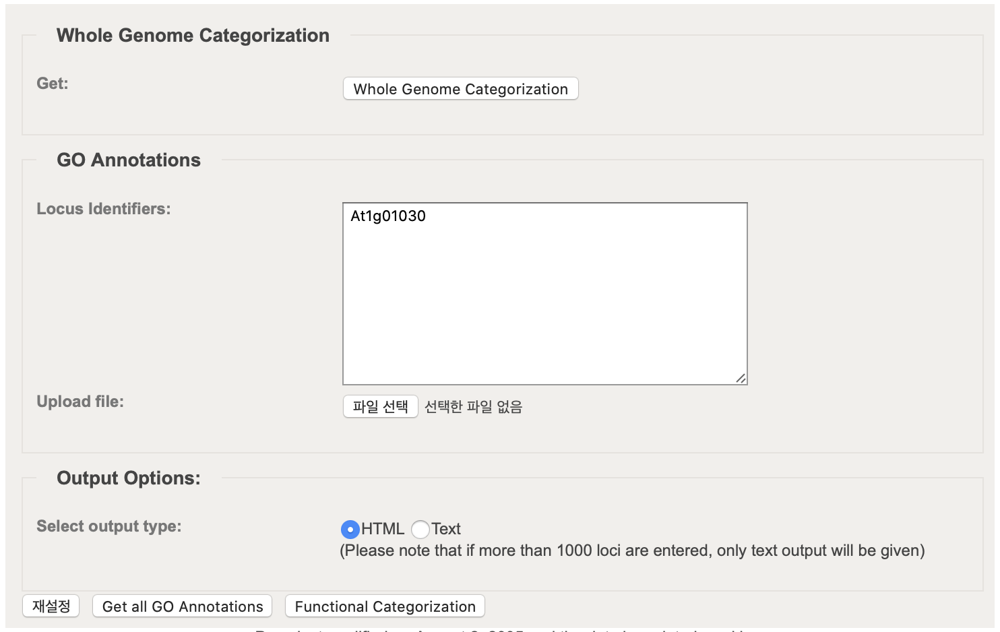 Whole Genome Categorization
Get:
Whole Genome Categorization
GO Annotations
Locus Identifiers:
At1g01030
Upload file:
파일 선택 선택한 파일 없음
Output Options:
Select output type:
HTML Text
(Please note that if more than 1000 loci are entered, only text output will be given)
재설정 Get all GO Annotations Functional Categorization